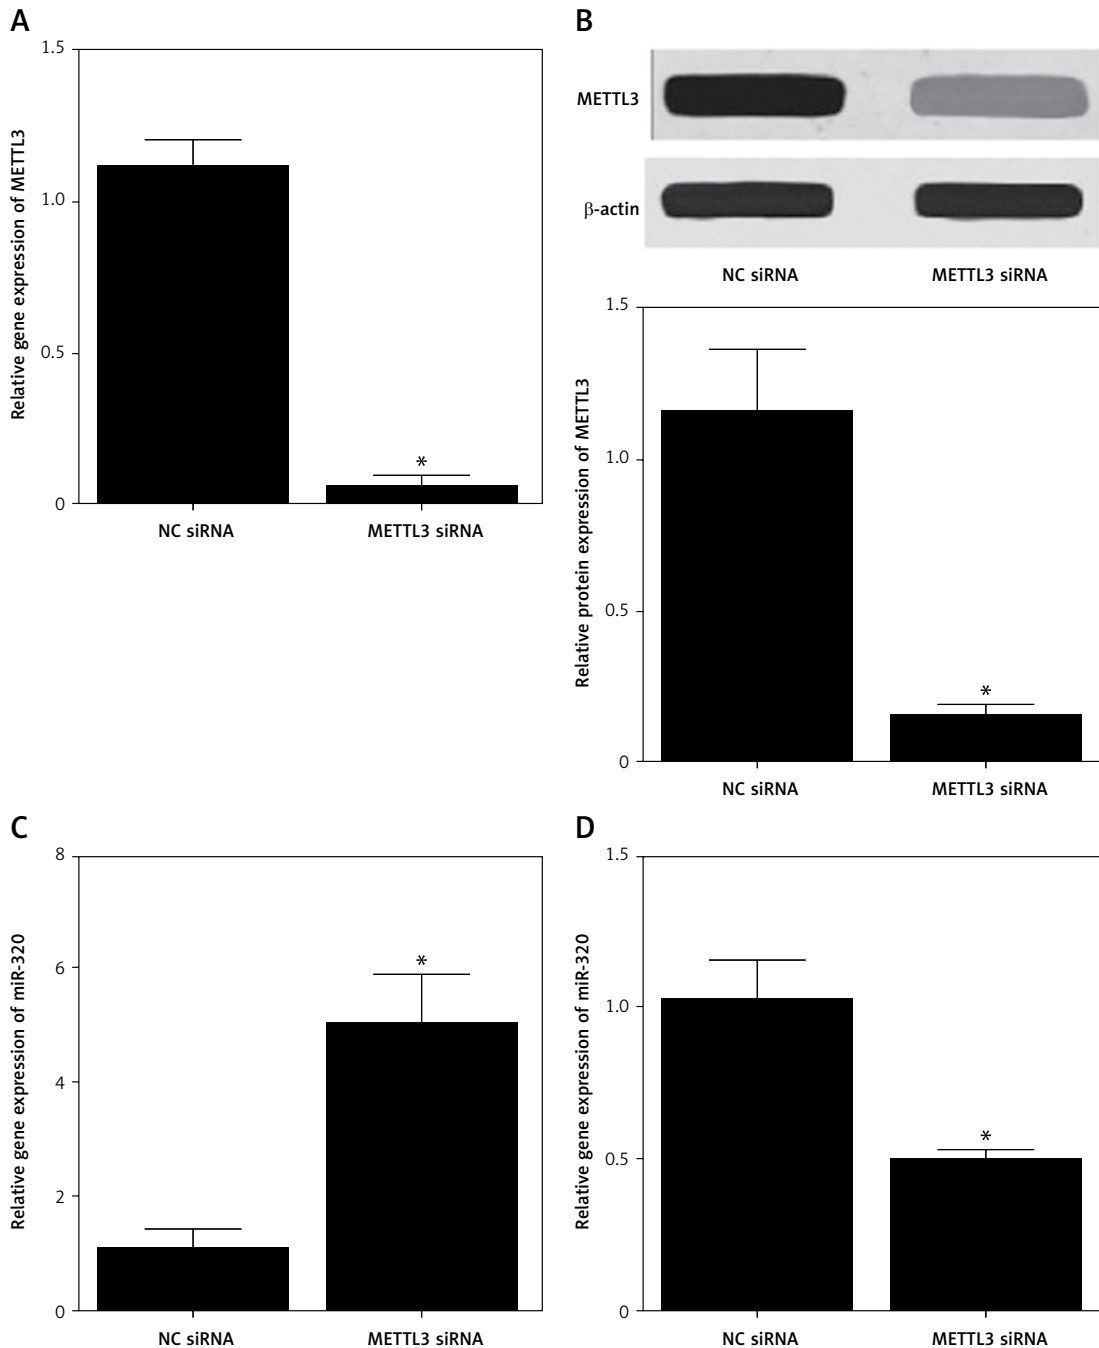 A
Relative gene expression of METTL3
1.5
1.0
0.5
0
*
NC siRNA
METTL3 siRNA
B
METTL3
β-actin
NC siRNA
METTL3 siRNA
Relative protein expression of METTL3
1.5
1.0
0.5
0
*
NC siRNA
METTL3 siRNA
C
Relative gene expression of miR-320
8
6
4
2
0
*
NC siRNA
METTL3 siRNA
D
Relative gene expression of miR-320
1.5
1.0
0.5
0
*
NC siRNA
METTL3 siRNA